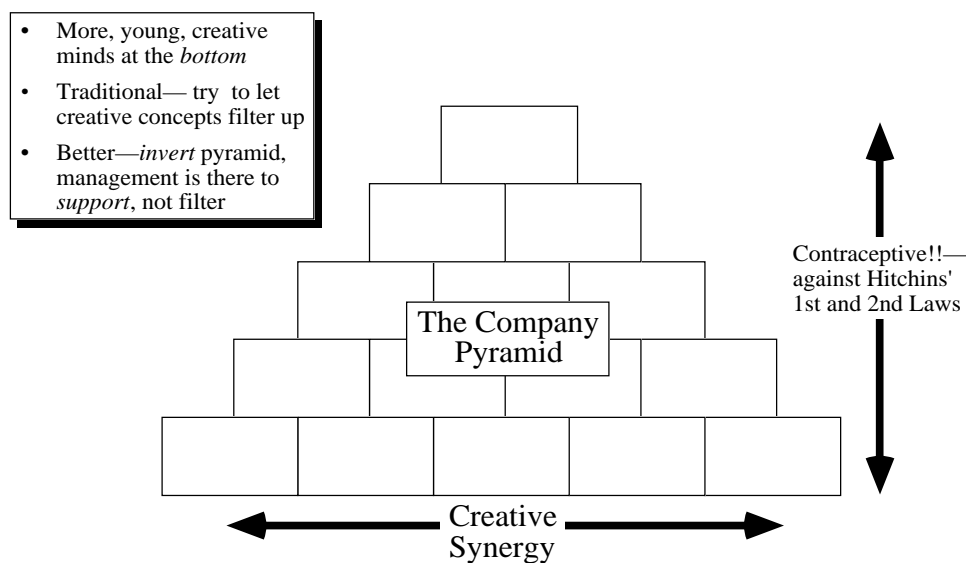 • More, young, creative
minds at the bottom
• Traditional— try to let
creative concepts filter up
• Better—invert pyramid,
management is there to
support, not filter
Contraceptive!!—
against Hitchins'
1st and 2nd Laws
The Company
Pyramid
Creative
Synergy